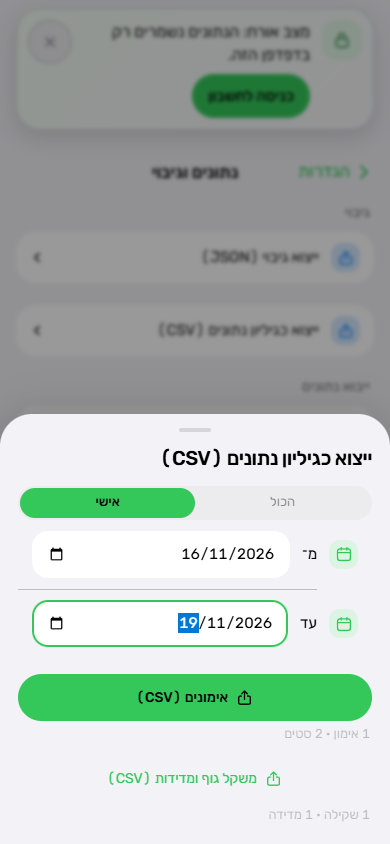 מצב אורח: הנתונים נשמרים רק
בדפדפן הזה.
כניסה לחשבון
הגדרות
נתונים וגיבוי
גיבוי
ייצוא גיבוי (JSON)
ייצוא כגיליון נתונים (CSV)
ייצוא נתונים
ייצוא כגיליון נתונים (CSV)
הכול
אישי
מ־
16/11/2026
עד
19/11/2026
אימונים (CSV)
1 אימון · 2 סטים
משקל גוף ומדידות (CSV)
1 שקילה · 1 מדידה